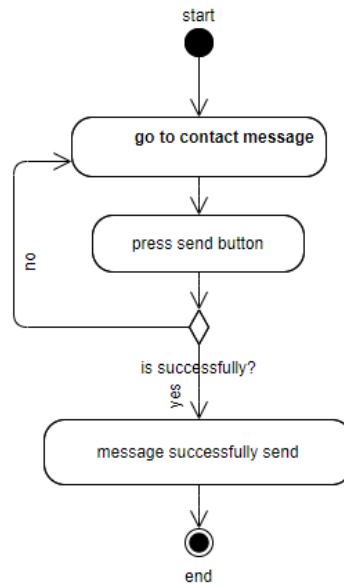 start
go to contact message
press send button
no
is successfully?
yes
message successfully send
end